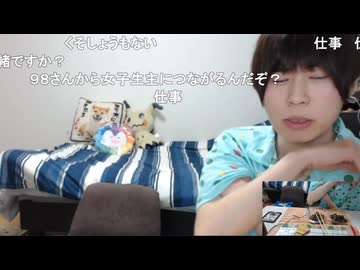 くそしょうもない
仕事 仕
緒ですか？
９８さんから女子生主につながるんだぞ？
仕事